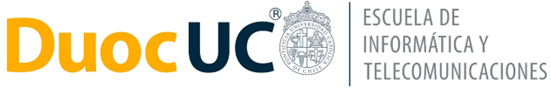 DuocUC®
ESCUELA DE
INFORMÁTICA Y
TELECOMUNICACIONES